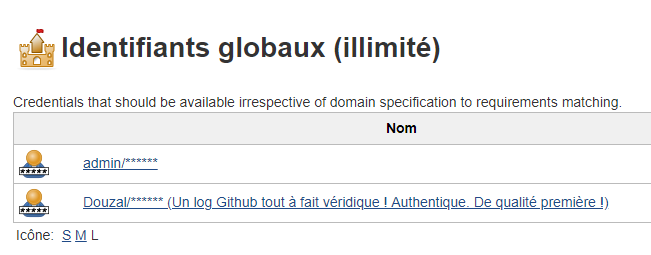 Identifiants globaux (illimité)
Credentials that should be available irrespective of domain specification to requirements matching.
Nom
***** admin/******
***** Douzal/****** (Un log Github tout à fait véridique ! Authentique. De qualité première !)
Icône: S M L